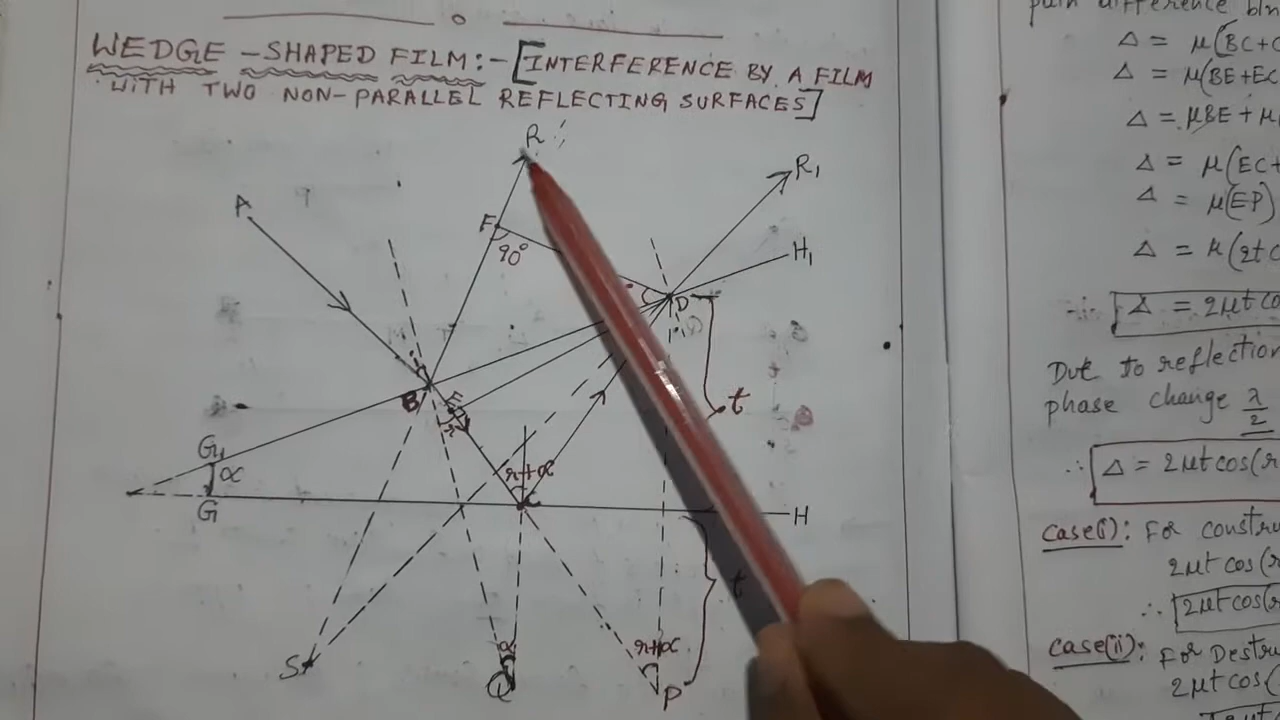 WEDGE -SHAPED FILM:- [INTERFERENCE BY A FILM
WITH TWO NON-PARALLEL REFLECTING SURFACES]
R
A
R1
F
90°
H1
D
B
E
t
G1
α
r
r+α
C
G
H
t
r+α
S
Q
P
Δ = μ(BC+C
Δ = μ(BE+EC
Δ = μBE + μ
Δ = μ(EC+
Δ = μ(EP)
Δ = μ(2t c
∴ Δ = 2μt co
Due to reflection
phase change λ/2
∴ Δ = 2μt cos(r
Case(i): For constru
2μt cos(r
∴ 2μt cos(r
Case(ii): For Destru
2μt cos(